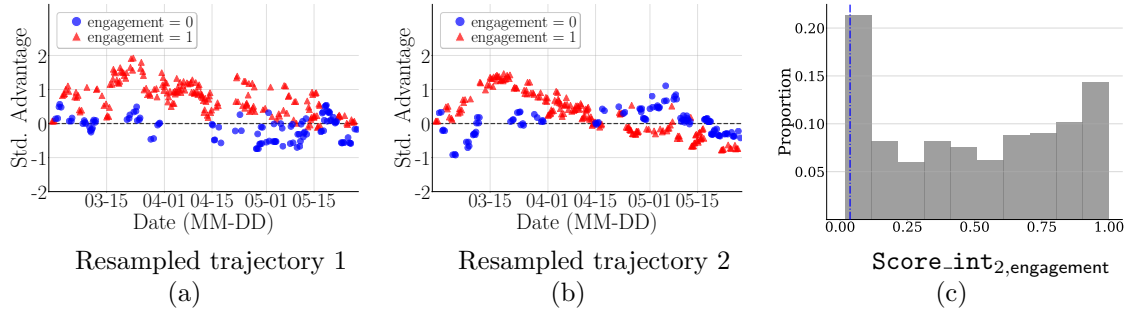 engagement = 0
engagement = 1
2
1
0
-1
-2
Std. Advantage
03-15
04-01
04-15
05-01
05-15
Date (MM-DD)
Resampled trajectory 1
(a)
engagement = 0
engagement = 1
2
1
0
-1
-2
Std. Advantage
03-15
04-01
04-15
05-01
05-15
Date (MM-DD)
Resampled trajectory 2
(b)
0.20
0.15
0.10
0.05
Proportion
0.00
0.25
0.50
0.75
1.00
Score_int2,engagement
(c)